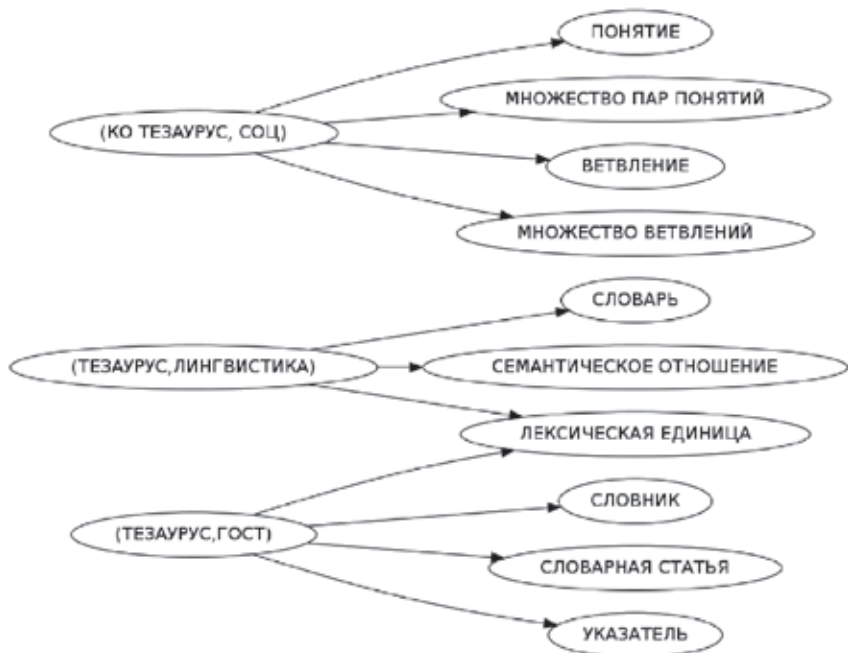 ПОНЯТИЕ
МНОЖЕСТВО ПАР ПОНЯТИЙ
(КО ТЕЗАУРУС, СОЦ)
ВЕТВЛЕНИЕ
МНОЖЕСТВО ВЕТВЛЕНИЙ
СЛОВАРЬ
(ТЕЗАУРУС,ЛИНГВИСТИКА)
СЕМАНТИЧЕСКОЕ ОТНОШЕНИЕ
ЛЕКСИЧЕСКАЯ ЕДИНИЦА
СЛОВНИК
(ТЕЗАУРУС,ГОСТ)
СЛОВАРНАЯ СТАТЬЯ
УКАЗАТЕЛЬ